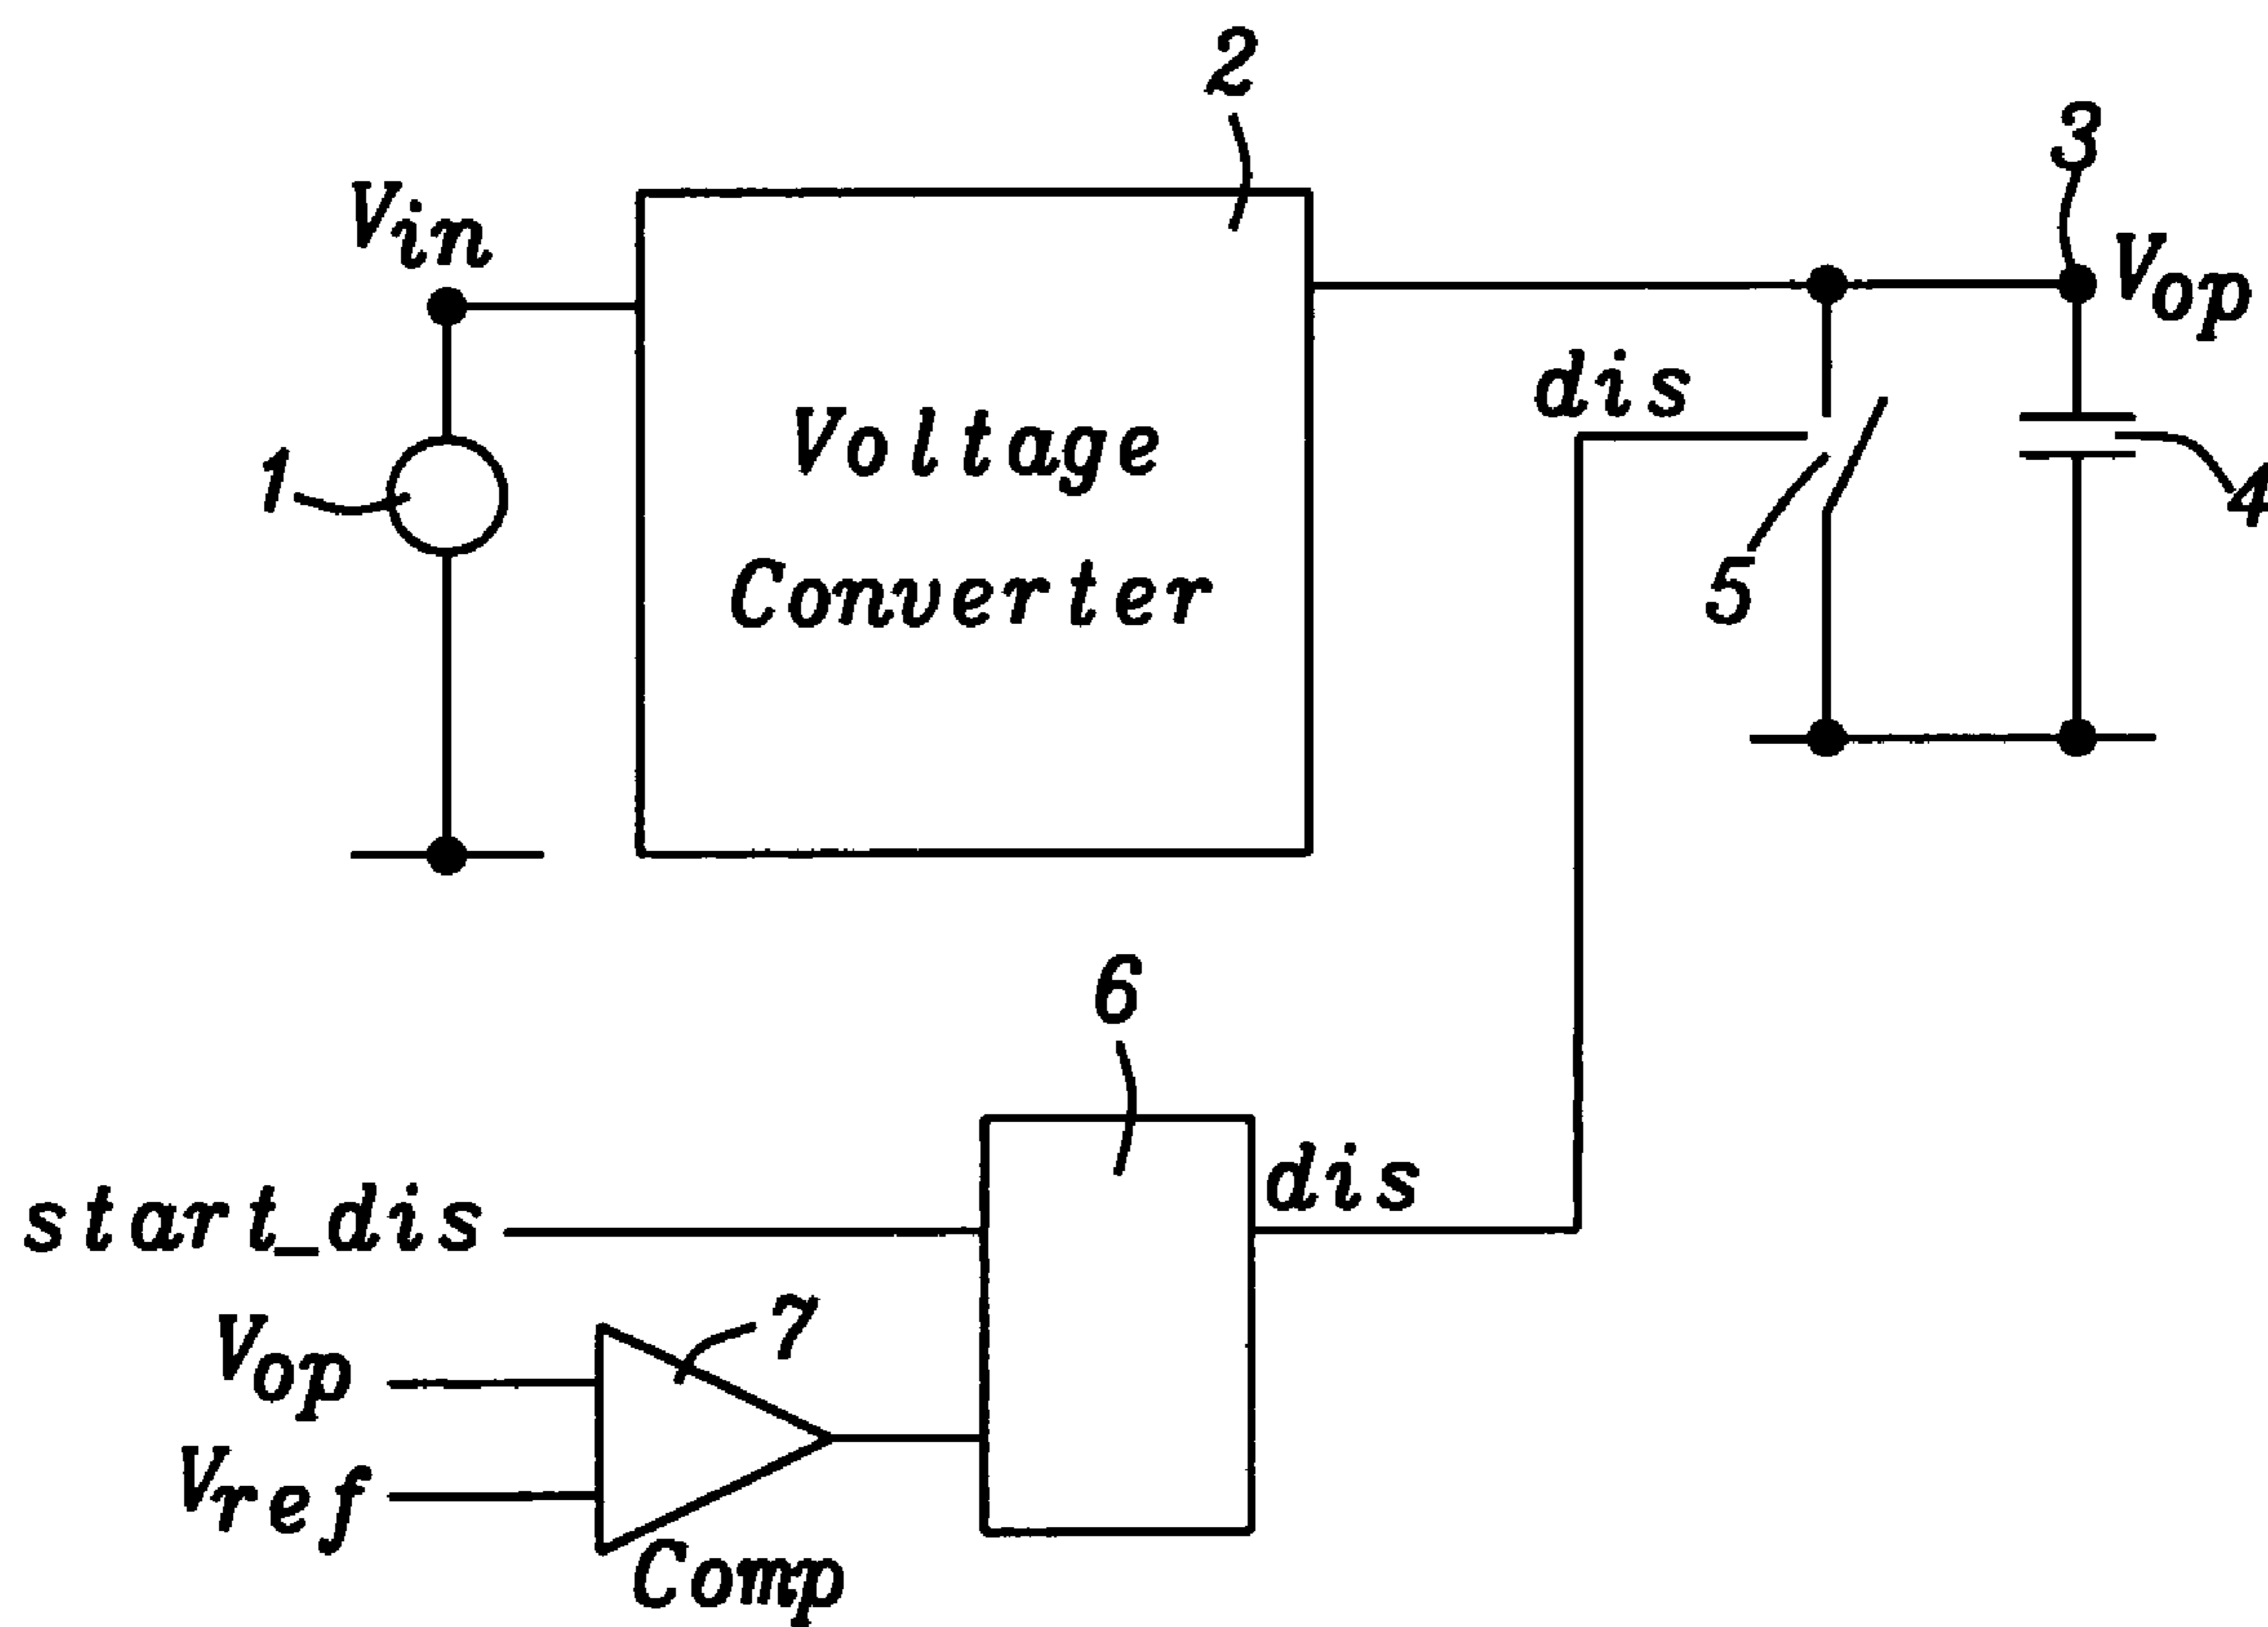 2
3
Vin
Vop
dis
1
Voltage
Converter
4
5
6
dis
start_dis
7
Vop
Vref
Comp